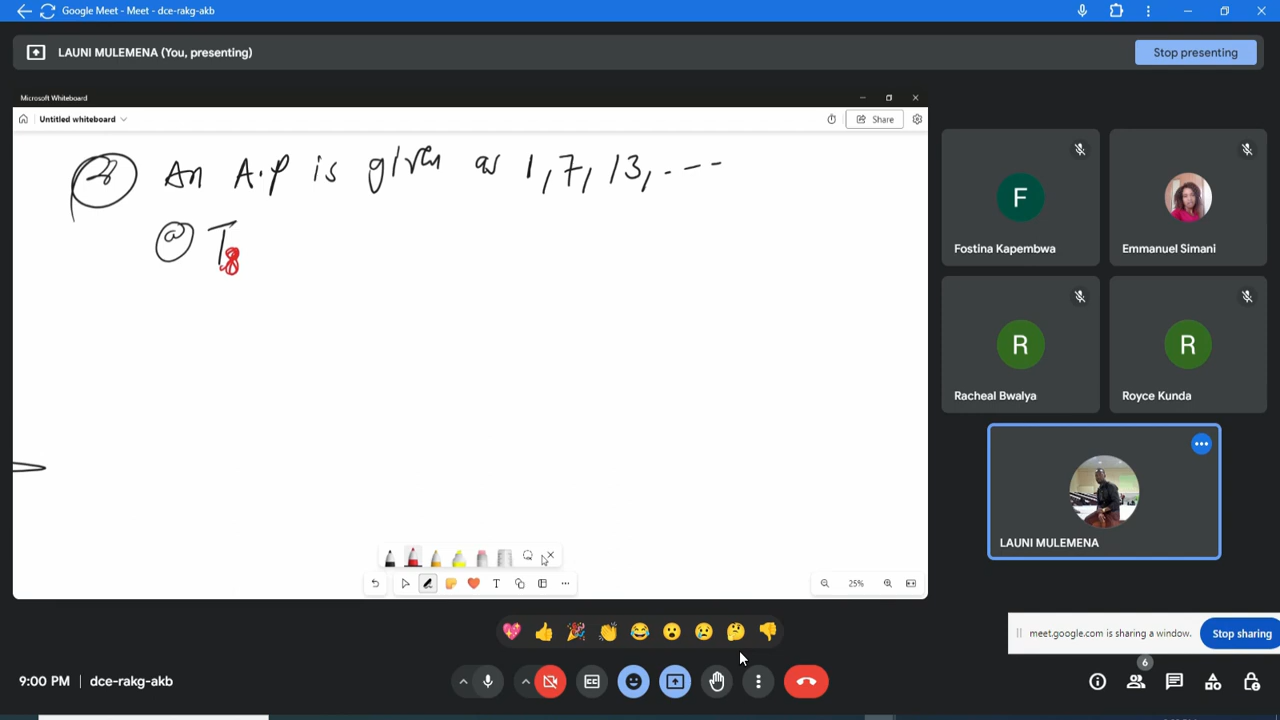 Google Meet - Meet - dce-rakg-akb
LAUNI MULEMENA (You, presenting)
Stop presenting
Microsoft Whiteboard
Untitled whiteboard
Share
An A.P is given as 1, 7, 13, . - - -
(a) T8
25%
F
Fostina Kapembwa
Emmanuel Simani
R
Racheal Bwalya
R
Royce Kunda
LAUNI MULEMENA
meet.google.com is sharing a window.
Stop sharing
9:00 PM | dce-rakg-akb
6